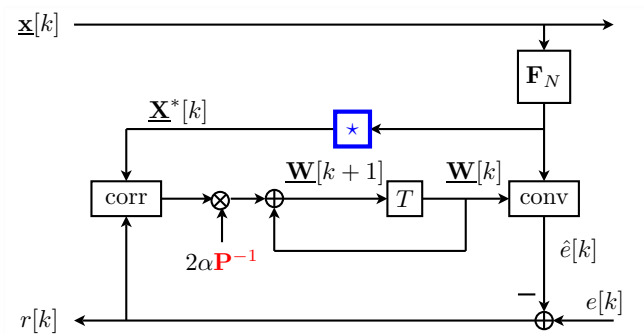 x[k]
F_N
X*[k]
⋆
W[k + 1]
W[k]
corr
T
conv
2αP⁻¹
ê[k]
−
r[k]
e[k]